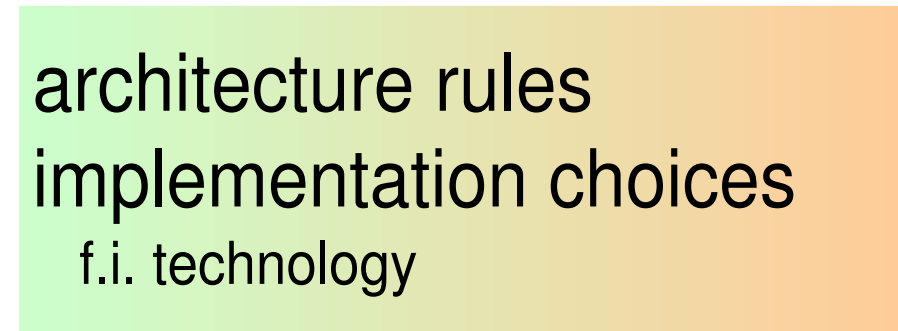 architecture rules
implementation choices
f.i. technology